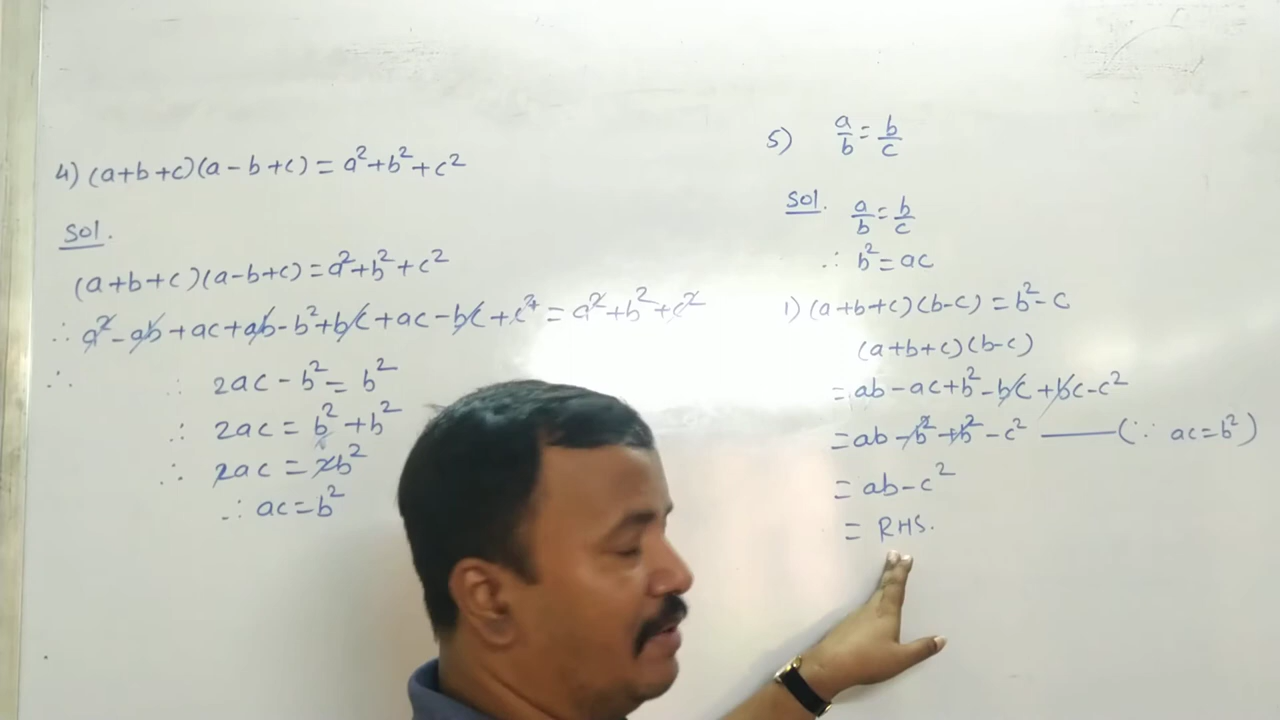 4) (a+b+c)(a-b+c) = a²+b²+c²
Sol.
(a+b+c)(a-b+c) = a²+b²+c²
∴ a²-ab+ac+ab-b²+bc+ac-bc+c² = a²+b²+c²
∴ ∴ 2ac-b² = b²
∴ 2ac = b²+b²
∴ 2ac = 2b²
∴ ac = b²
5) a/b = b/c
Sol. a/b = b/c
∴ b² = ac
1) (a+b+c)(b-c) = b²-c
(a+b+c)(b-c)
= ab-ac+b²-bc+bc-c²
= ab-b²+b²-c² ——(∵ ac=b²)
= ab-c²
= RHS.